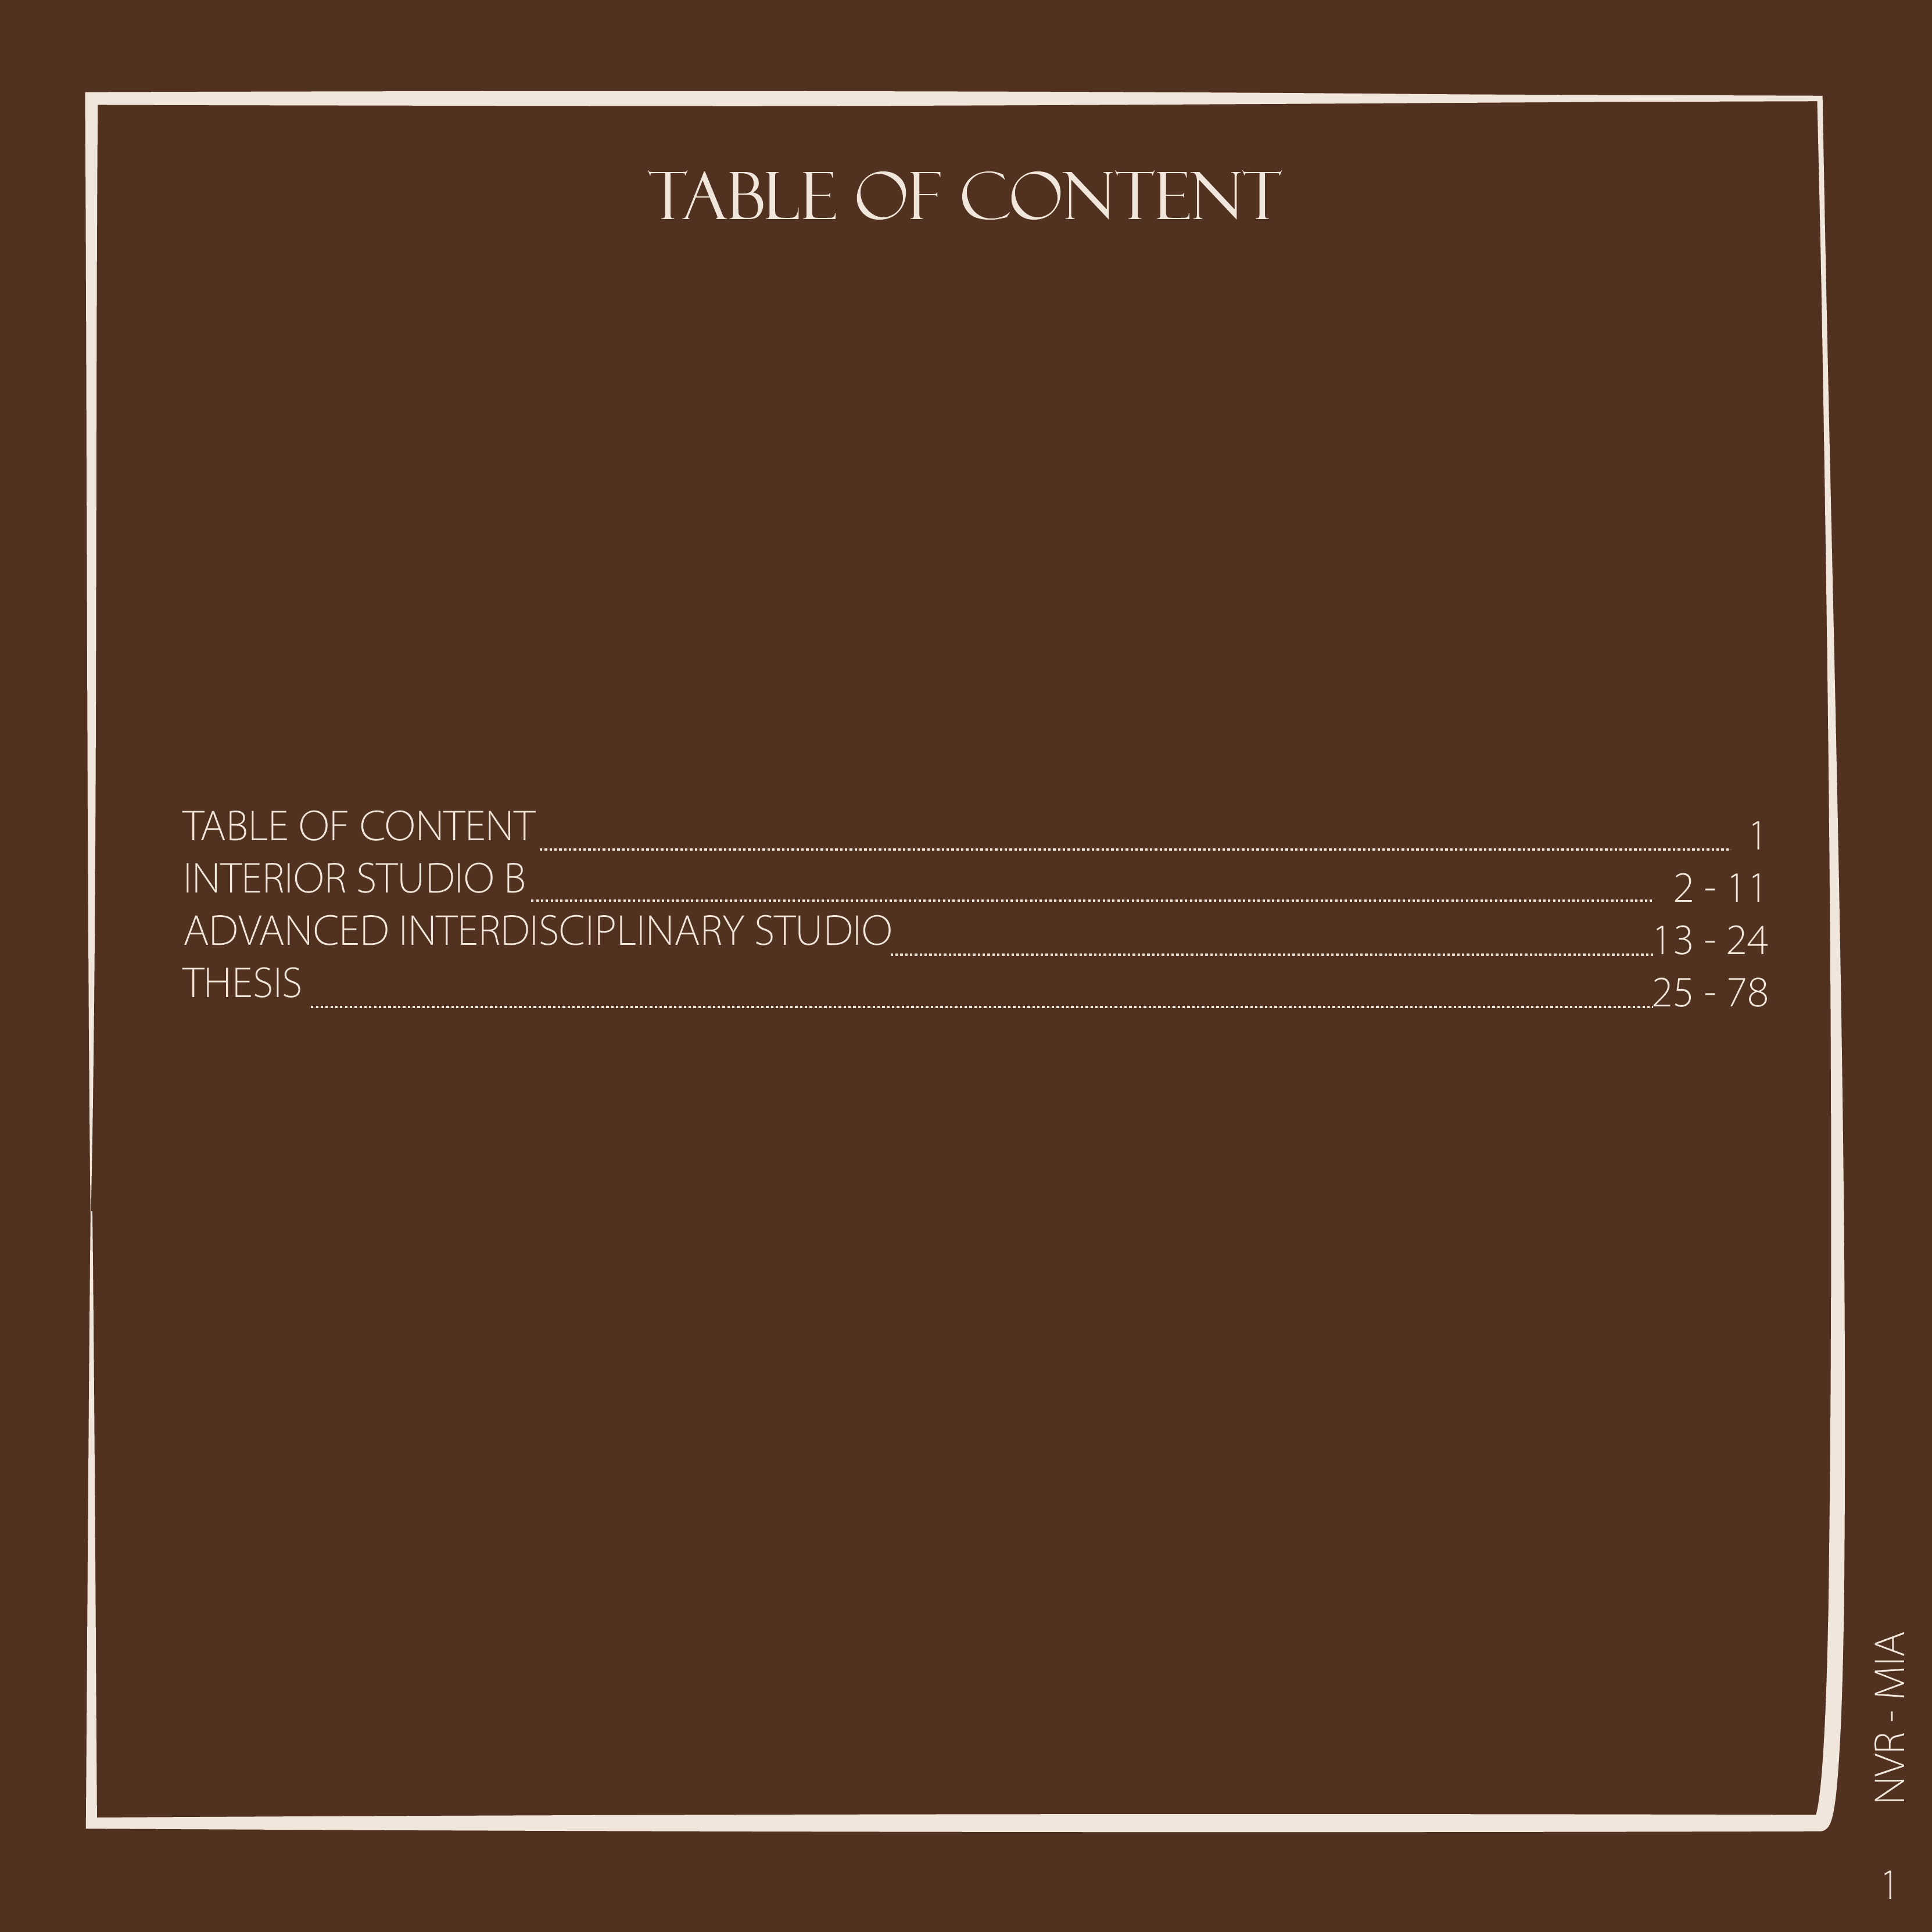 TABLE OF CONTENT
TABLE OF CONTENT 1
INTERIOR STUDIO B 2 - 11
ADVANCED INTERDISCIPLINARY STUDIO 13 - 24
THESIS 25 - 78
NVR - MIA
1